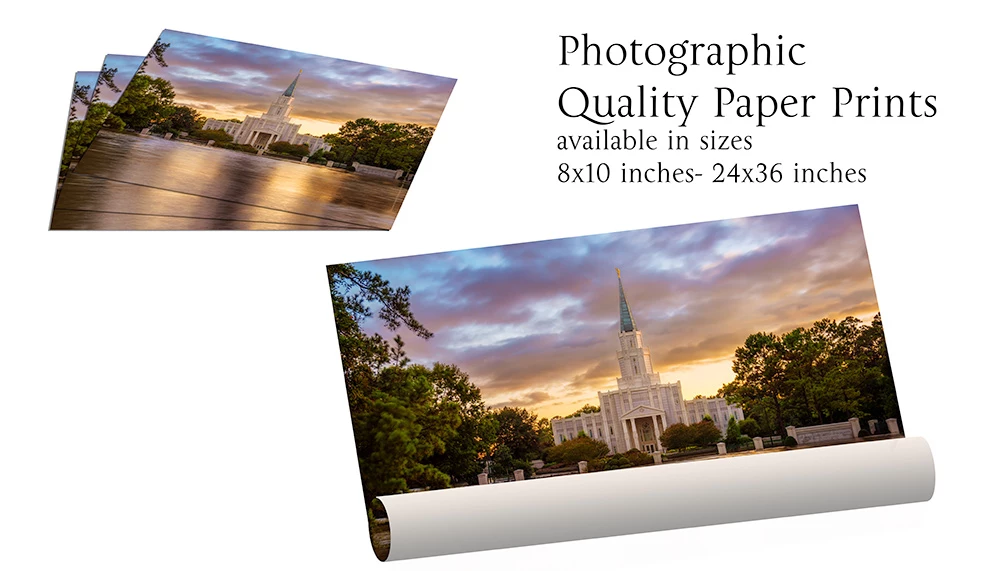 Photographic
Quality Paper Prints
available in sizes
8x10 inches- 24x36 inches